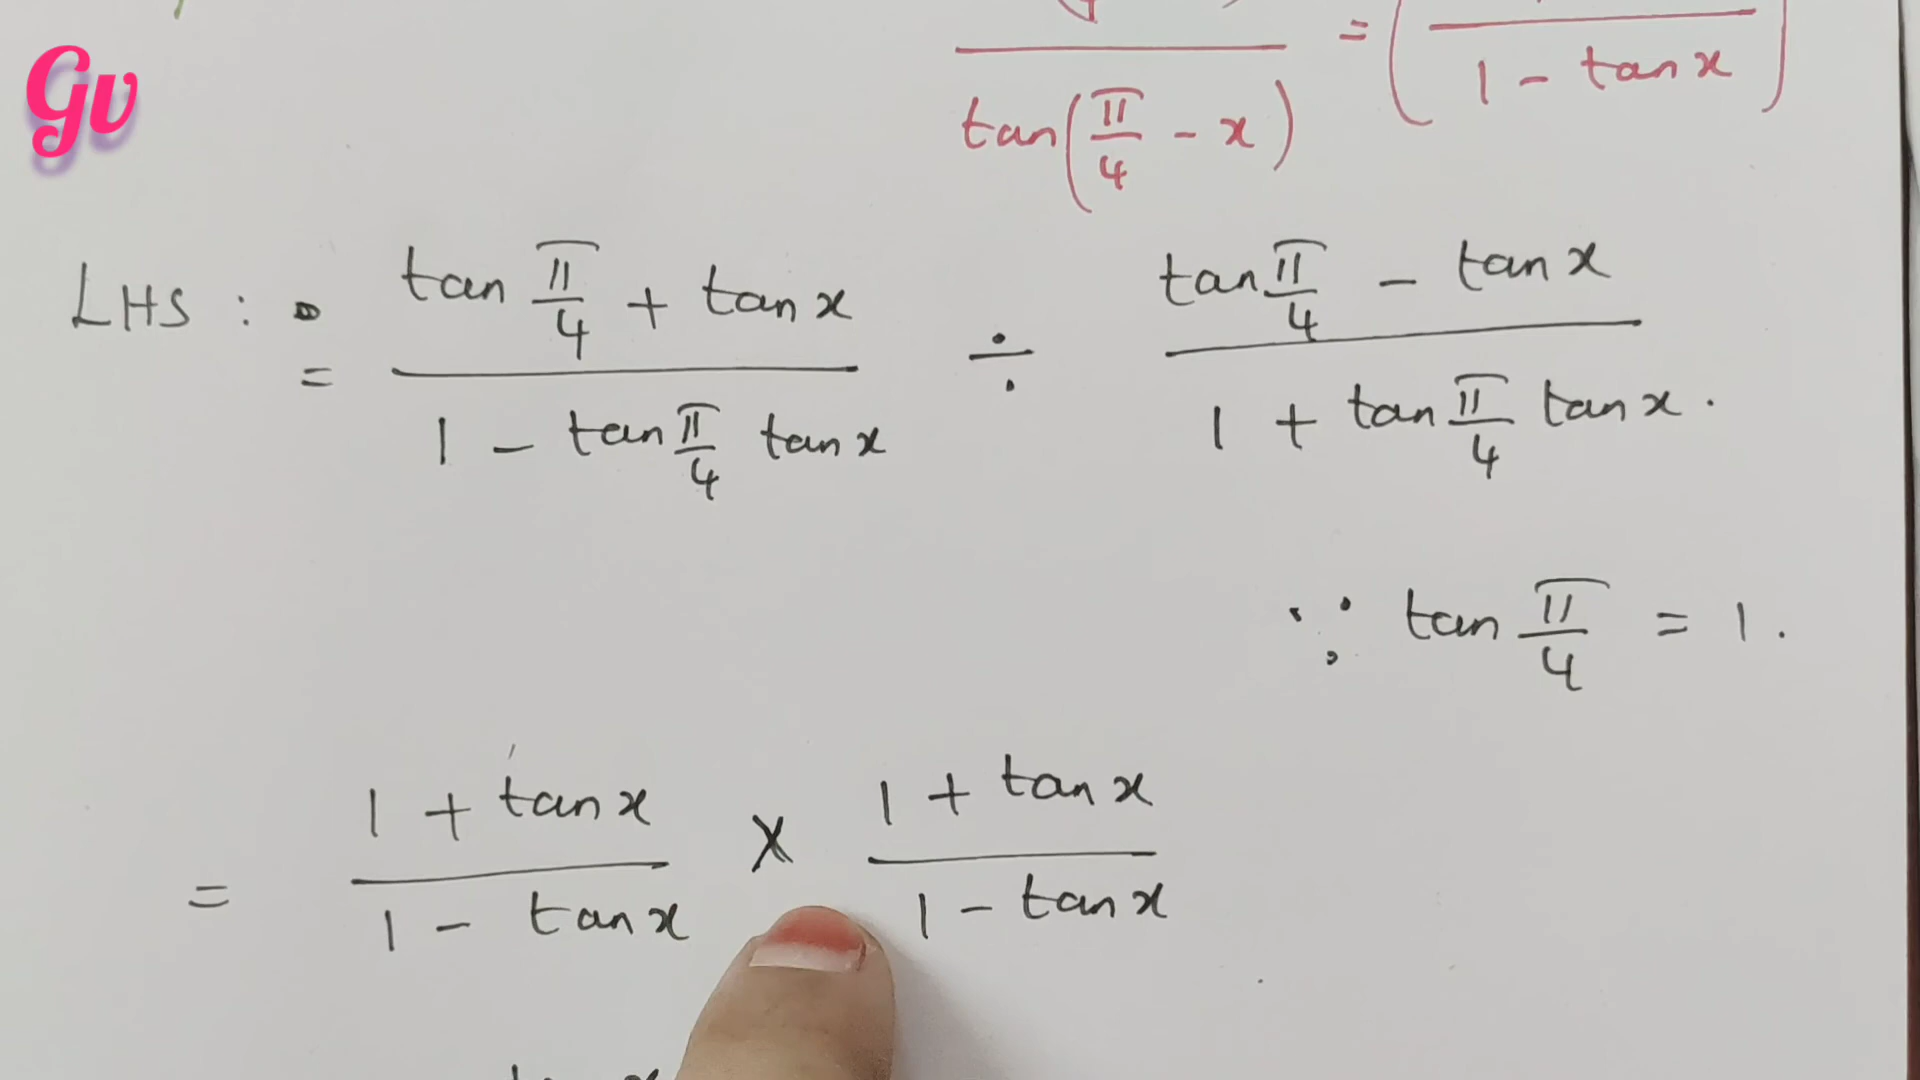 Gv
tan(π/4 - x) = ( / 1 - tan x )
LHS : = (tan π/4 + tan x) / (1 - tan π/4 tan x) ÷ (tan π/4 - tan x) / (1 + tan π/4 tan x) .
∵ tan π/4 = 1 .
= (1 + tan x) / (1 - tan x) × (1 + tan x) / (1 - tan x)